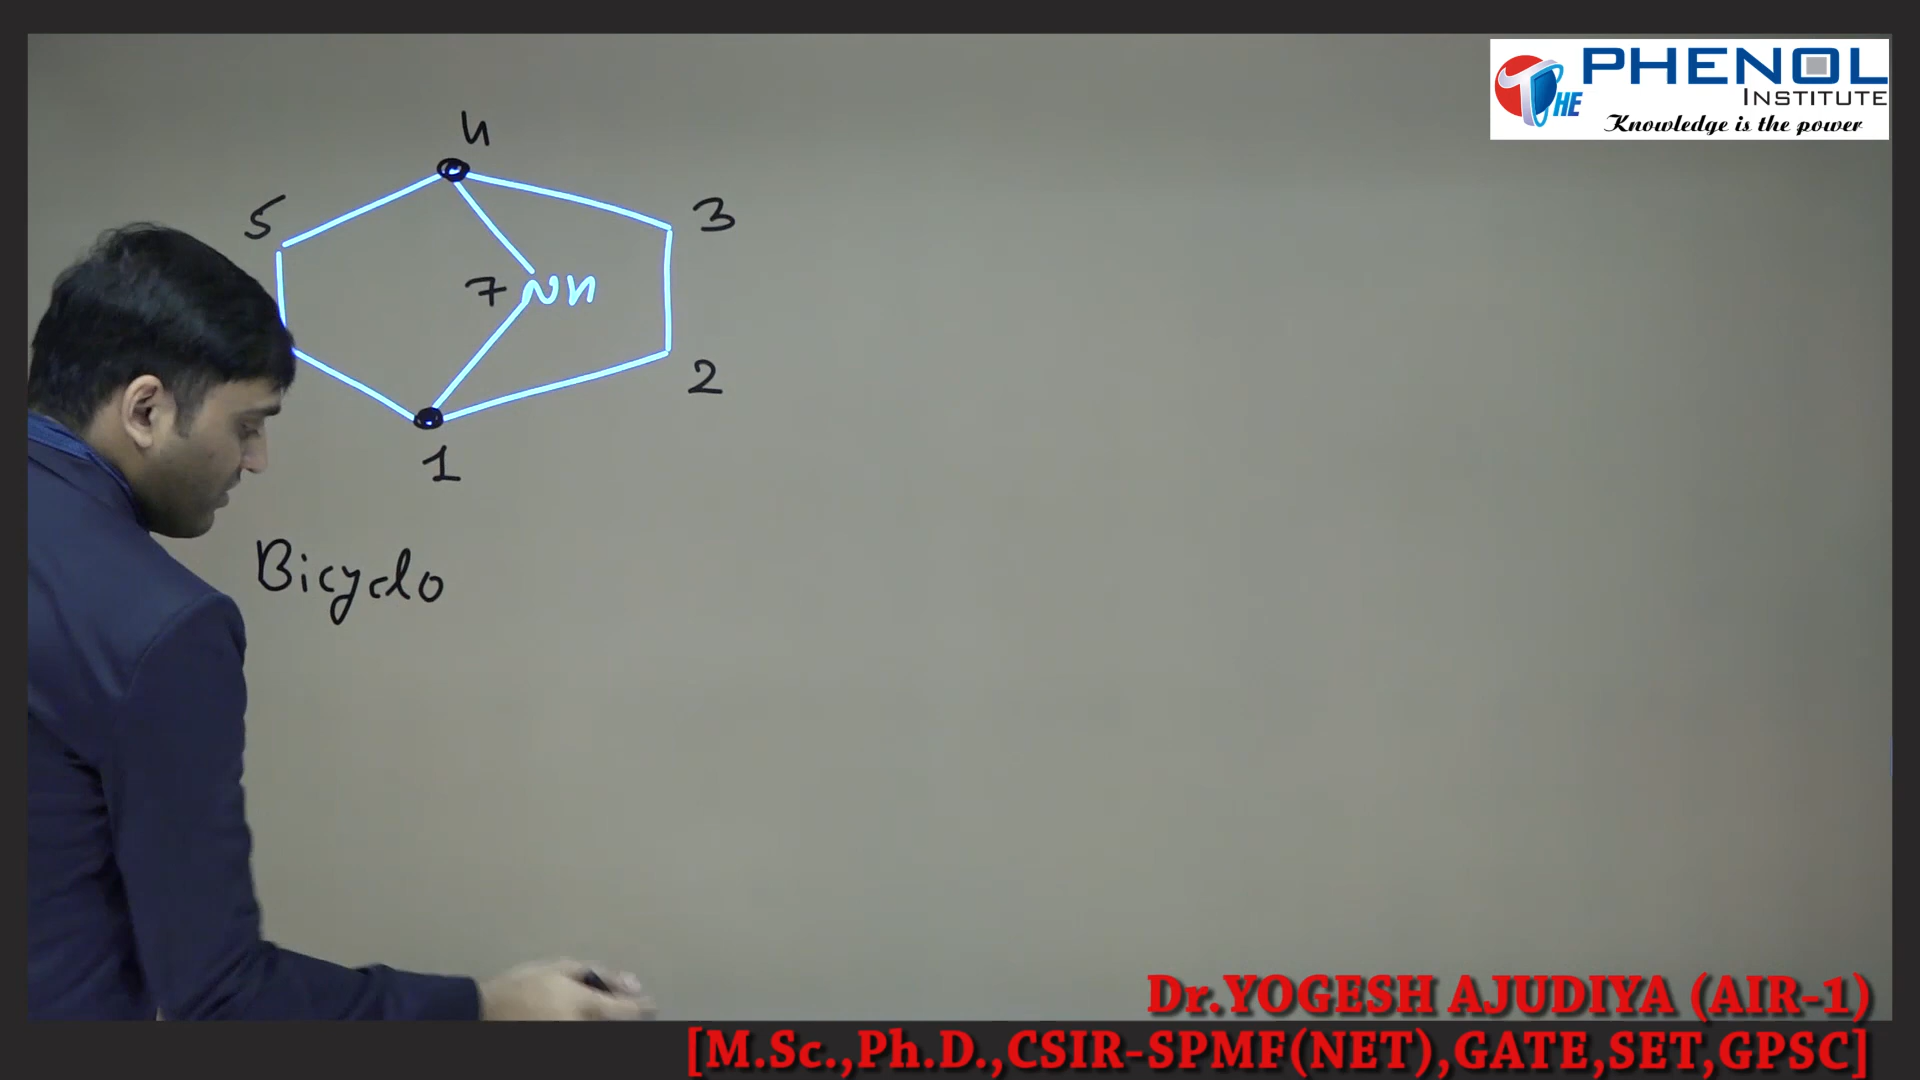 THE PHENOL
INSTITUTE
Knowledge is the power
4
5
3
7 NH
2
1
Bicyclo
Dr.YOGESH AJUDIYA (AIR-1)
[M.Sc.,Ph.D.,CSIR-SPMF(NET),GATE,SET,GPSC]